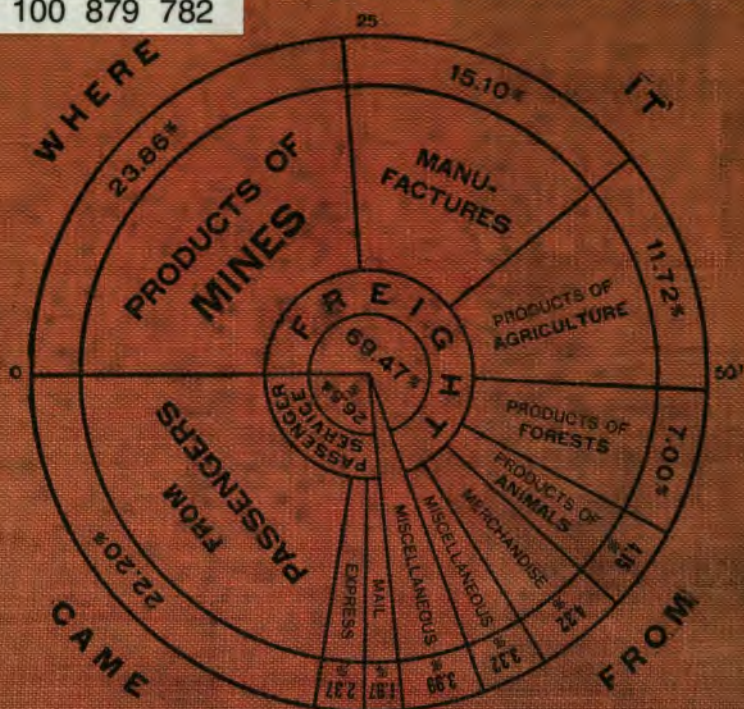 100 879 782
25
WHERE
IT
23.86%
15.10%
PRODUCTS OF
MINES
MANU-
FACTURES
11.72%
PRODUCTS OF
AGRICULTURE
FREIGHT
69.47%
0
50
26.54
%
PASSENGER
SERVICE
PRODUCTS OF
FORESTS
7.00%
PRODUCTS OF
ANIMALS
4.15
%
MERCHANDISE
4.27
%
MISCELLANEOUS
3.37
%
MISCELLANEOUS
3.99
%
MAIL
1.97
%
EXPRESS
2.37
%
FROM
PASSENGERS
22.20%
CAME
FROM